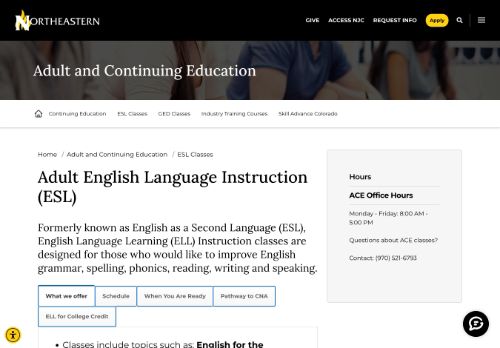 NORTHEASTERN
GIVE ACCESS NJC REQUEST INFO Apply
Adult and Continuing Education
Continuing Education ESL Classes GED Classes Industry Training Courses Skill Advance Colorado
Home / Adult and Continuing Education / ESL Classes
Adult English Language Instruction
(ESL)
Formerly known as English as a Second Language (ESL),
English Language Learning (ELL) Instruction classes are
designed for those who would like to improve English
grammar, spelling, phonics, reading, writing and speaking.
What we offer Schedule When You Are Ready Pathway to CNA
ELL for College Credit
• Classes include topics such as: English for the
Hours
ACE Office Hours
Monday - Friday: 8:00 AM -
5:00 PM
Questions about ACE classes?
Contact: (970) 521-6793